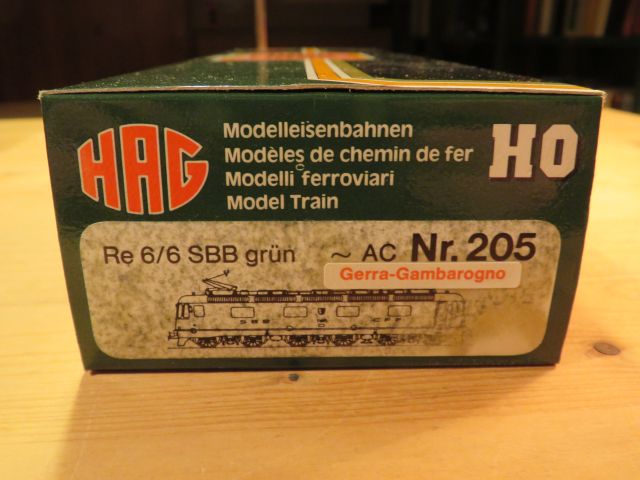 HAG
Modelleisenbahnen
Modèles de chemin de fer
Modelli ferroviari
Model Train
HO
Re 6/6 SBB grün ~ AC Nr. 205
Gerra-Gambarogno